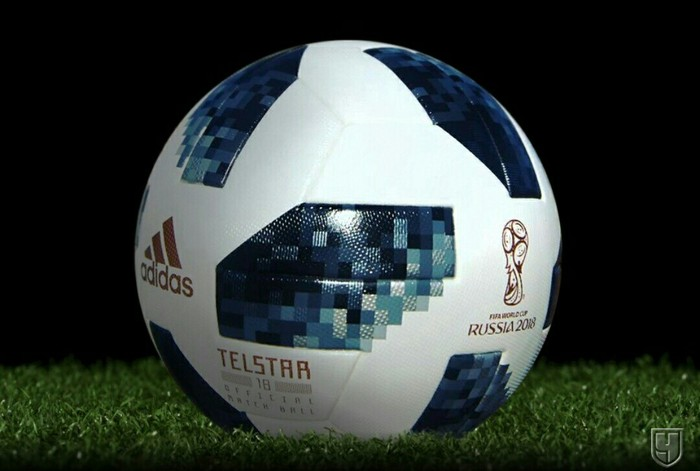 adidas
TELSTAR
18
OFFICIAL
MATCH BALL
FIFA WORLD CUP
RUSSIA 2018